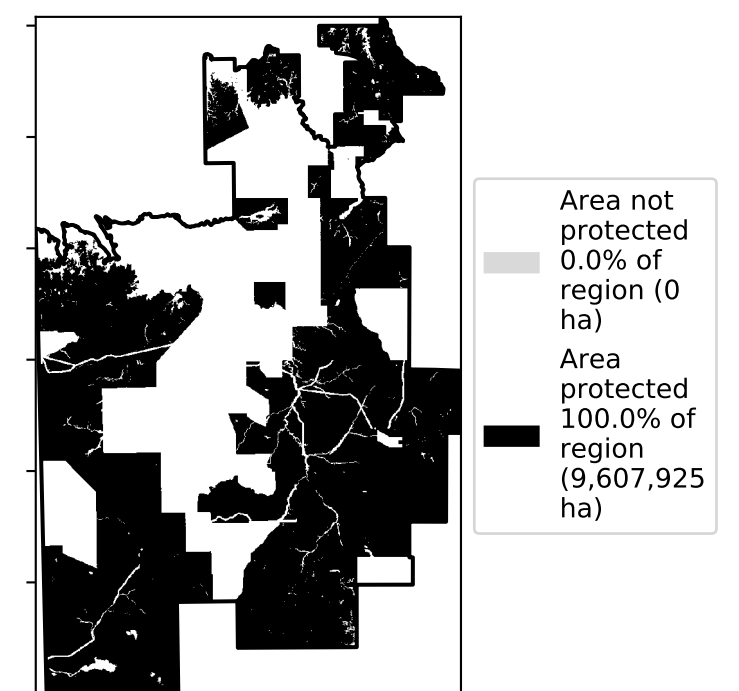 Area not
protected
0.0% of
region (0
ha)
Area
protected
100.0% of
region
(9,607,925
ha)